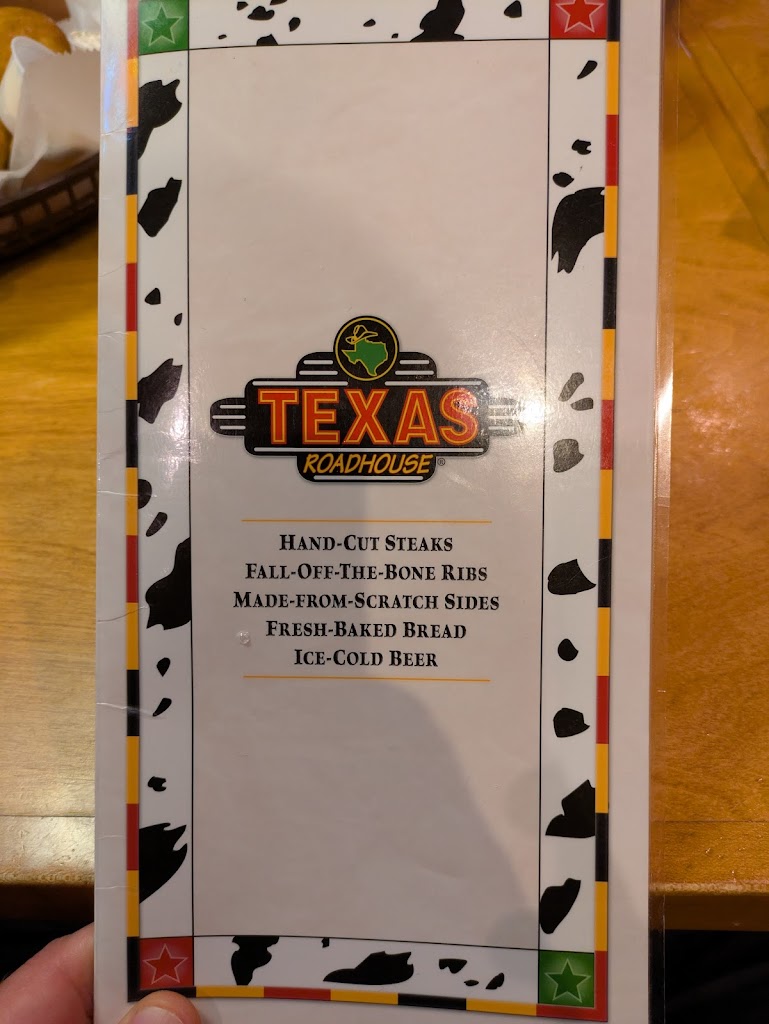 TEXAS
ROADHOUSE®
HAND-CUT STEAKS
FALL-OFF-THE-BONE RIBS
MADE-FROM-SCRATCH SIDES
FRESH-BAKED BREAD
ICE-COLD BEER